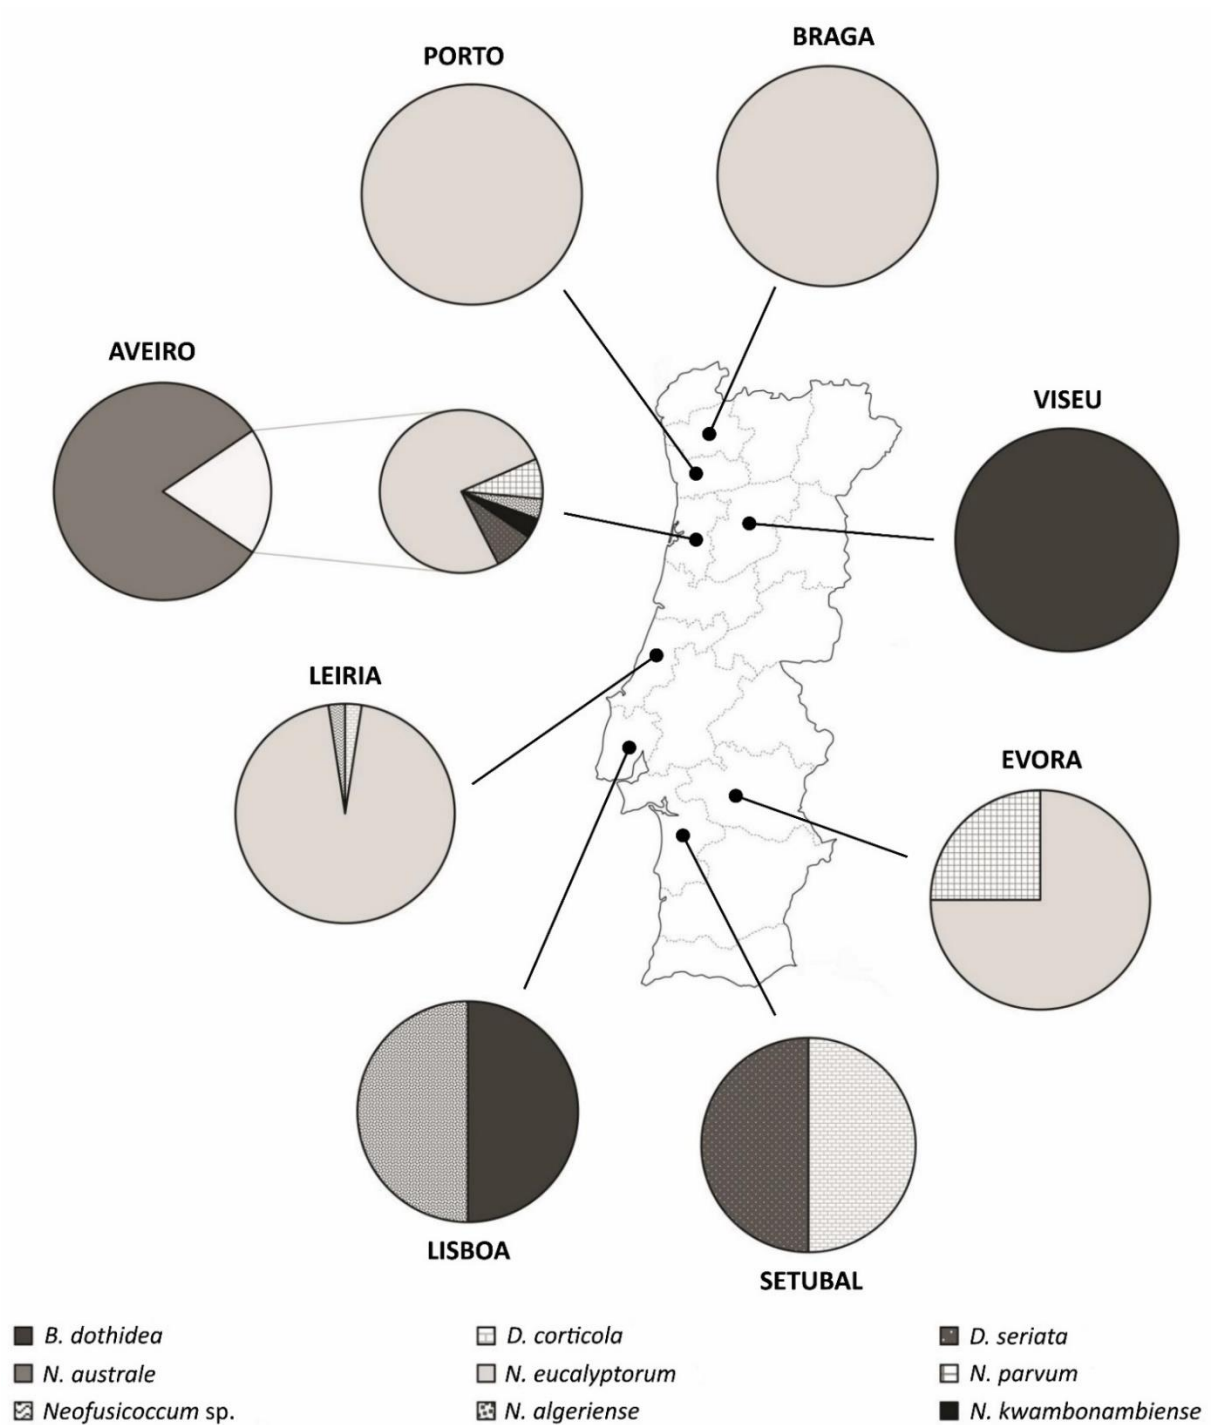 PORTO
BRAGA
AVEIRO
VISEU
LEIRIA
EVORA
LISBOA
SETUBAL
B. dothidea
D. corticola
D. seriata
N. australe
N. eucalyptorum
N. parvum
Neofusicoccum sp.
N. algeriense
N. kwambonambiense